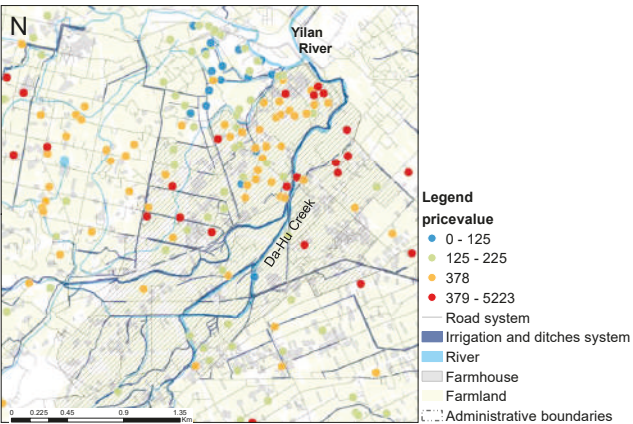 N
Yilan
River
Da-Hu Creek
Legend
pricevalue
0 - 125
125 - 225
378
379 - 5223
Road system
Irrigation and ditches system
River
Farmhouse
Farmland
Administrative boundaries
0 0.225 0.45 0.9 1.35
Km